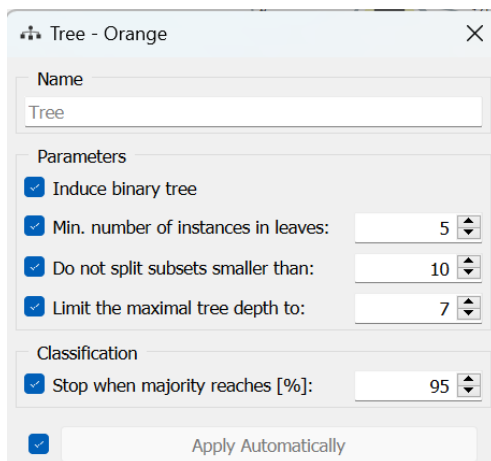 Tree - Orange
Name
Tree
Parameters
Induce binary tree
Min. number of instances in leaves: 5
Do not split subsets smaller than: 10
Limit the maximal tree depth to: 7
Classification
Stop when majority reaches [%]: 95
Apply Automatically